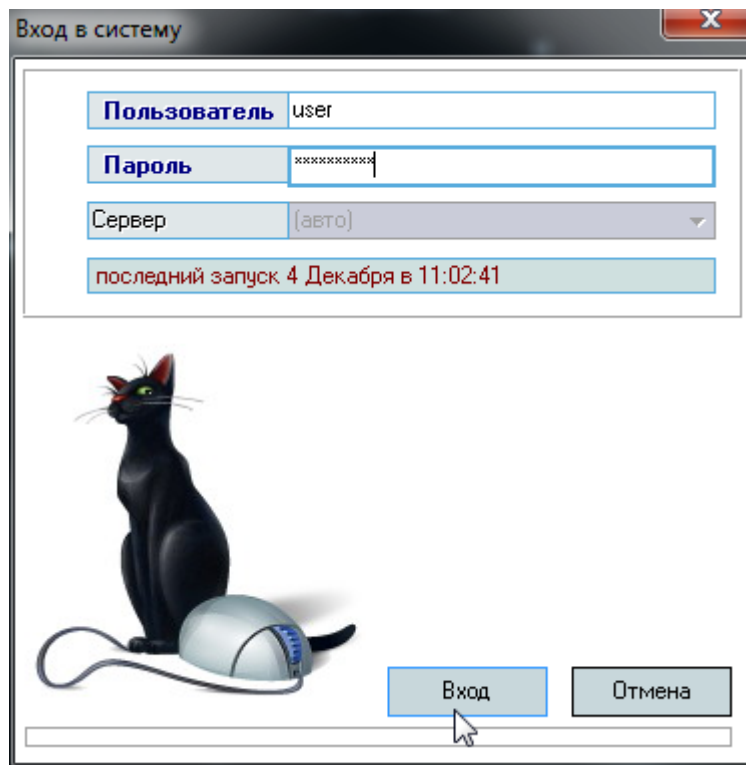 Вход в систему
Пользователь user
Пароль **********
Сервер (авто)
последний запуск 4 Декабря в 11:02:41
Вход Отмена